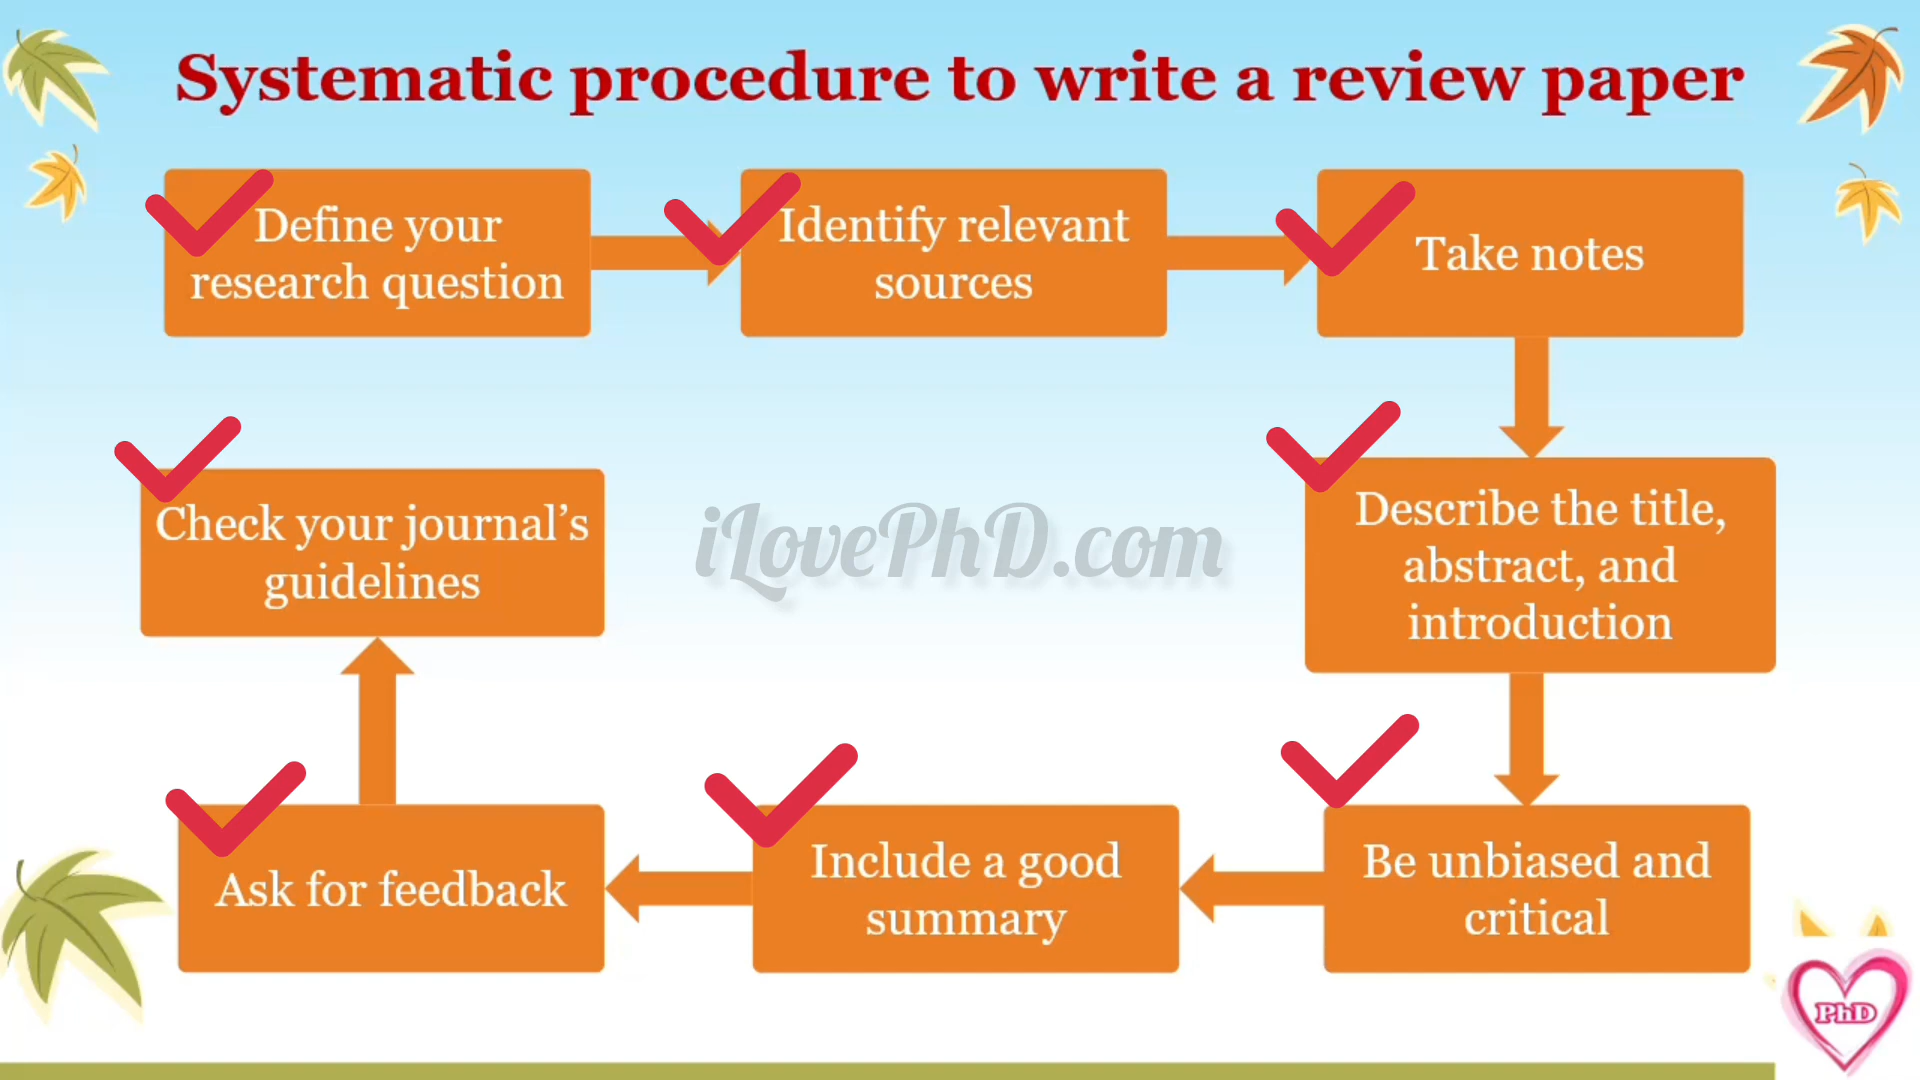 Systematic procedure to write a review paper
Define your
research question
Identify relevant
sources
Take notes
Describe the title,
abstract, and
introduction
Be unbiased and
critical
Include a good
summary
Ask for feedback
Check your journal’s
guidelines
iLovePhD.com
PhD